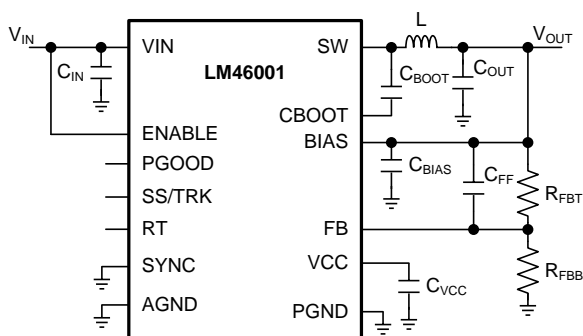 V_IN
C_IN
VIN
ENABLE
PGOOD
SS/TRK
RT
SYNC
AGND
LM46001
SW
CBOOT
BIAS
FB
VCC
PGND
L
V_OUT
C_BOOT
C_OUT
C_BIAS
C_FF
R_FBT
R_FBB
C_VCC